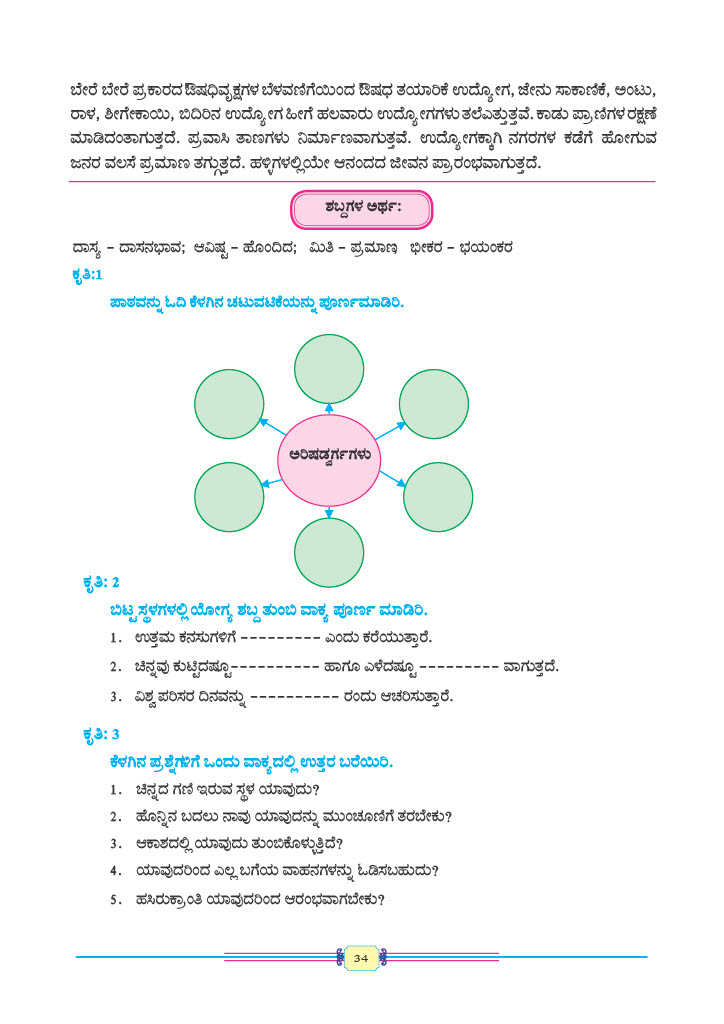 ಬೇರೆ ಬೇರೆ ಪ್ರಕಾರದ ಔಷಧಿವೃಕ್ಷಗಳ ಬೆಳವಣಿಗೆಯಿಂದ ಔಷಧ ತಯಾರಿಕೆ ಉದ್ಯೋಗ, ಜೇನು ಸಾಕಾಣಿಕೆ, ಅಂಟು,
ರಾಳ, ಶೀಗೇಕಾಯಿ, ಬಿದಿರಿನ ಉದ್ಯೋಗ ಹೀಗೆ ಹಲವಾರು ಉದ್ಯೋಗಗಳು ತಲೆಎತ್ತುತ್ತವೆ. ಕಾಡು ಪ್ರಾಣಿಗಳ ರಕ್ಷಣೆ
ಮಾಡಿದಂತಾಗುತ್ತದೆ. ಪ್ರವಾಸಿ ತಾಣಗಳು ನಿರ್ಮಾಣವಾಗುತ್ತವೆ. ಉದ್ಯೋಗಕ್ಕಾಗಿ ನಗರಗಳ ಕಡೆಗೆ ಹೋಗುವ
ಜನರ ವಲಸೆ ಪ್ರಮಾಣ ತಗ್ಗುತ್ತದೆ. ಹಳ್ಳಿಗಳಲ್ಲಿಯೇ ಆನಂದದ ಜೀವನ ಪ್ರಾರಂಭವಾಗುತ್ತದೆ.
ಶಬ್ದಗಳ ಅರ್ಥ:
ದಾಸ್ಯ – ದಾಸನಭಾವ; ಆವಿಷ್ಟ – ಹೊಂದಿದ; ಮಿತಿ – ಪ್ರಮಾಣ ಭೀಕರ – ಭಯಂಕರ
ಕೃತಿ:1
ಪಾಠವನ್ನು ಓದಿ ಕೆಳಗಿನ ಚಟುವಟಿಕೆಯನ್ನು ಪೂರ್ಣಮಾಡಿರಿ.
ಅರಿಷಡ್ವರ್ಗಗಳು
ಕೃತಿ: 2
ಬಿಟ್ಟ ಸ್ಥಳಗಳಲ್ಲಿ ಯೋಗ್ಯ ಶಬ್ದ ತುಂಬಿ ವಾಕ್ಯ ಪೂರ್ಣ ಮಾಡಿರಿ.
1. ಉತ್ತಮ ಕನಸುಗಳಿಗೆ --------- ಎಂದು ಕರೆಯುತ್ತಾರೆ.
2. ಚಿನ್ನವು ಕುಟ್ಟಿದಷ್ಟೂ---------- ಹಾಗೂ ಎಳೆದಷ್ಟೂ --------- ವಾಗುತ್ತದೆ.
3. ವಿಶ್ವ ಪರಿಸರ ದಿನವನ್ನು ---------- ರಂದು ಆಚರಿಸುತ್ತಾರೆ.
ಕೃತಿ: 3
ಕೆಳಗಿನ ಪ್ರಶ್ನೆಗಳಿಗೆ ಒಂದು ವಾಕ್ಯದಲ್ಲಿ ಉತ್ತರ ಬರೆಯಿರಿ.
1. ಚಿನ್ನದ ಗಣಿ ಇರುವ ಸ್ಥಳ ಯಾವುದು?
2. ಹೊನ್ನಿನ ಬದಲು ನಾವು ಯಾವುದನ್ನು ಮುಂಚೂಣಿಗೆ ತರಬೇಕು?
3. ಆಕಾಶದಲ್ಲಿ ಯಾವುದು ತುಂಬಿಕೊಳ್ಳುತ್ತಿದೆ?
4. ಯಾವುದರಿಂದ ಎಲ್ಲ ಬಗೆಯ ವಾಹನಗಳನ್ನು ಓಡಿಸಬಹುದು?
5. ಹಸಿರುಕ್ರಾಂತಿ ಯಾವುದರಿಂದ ಆರಂಭವಾಗಬೇಕು?
34